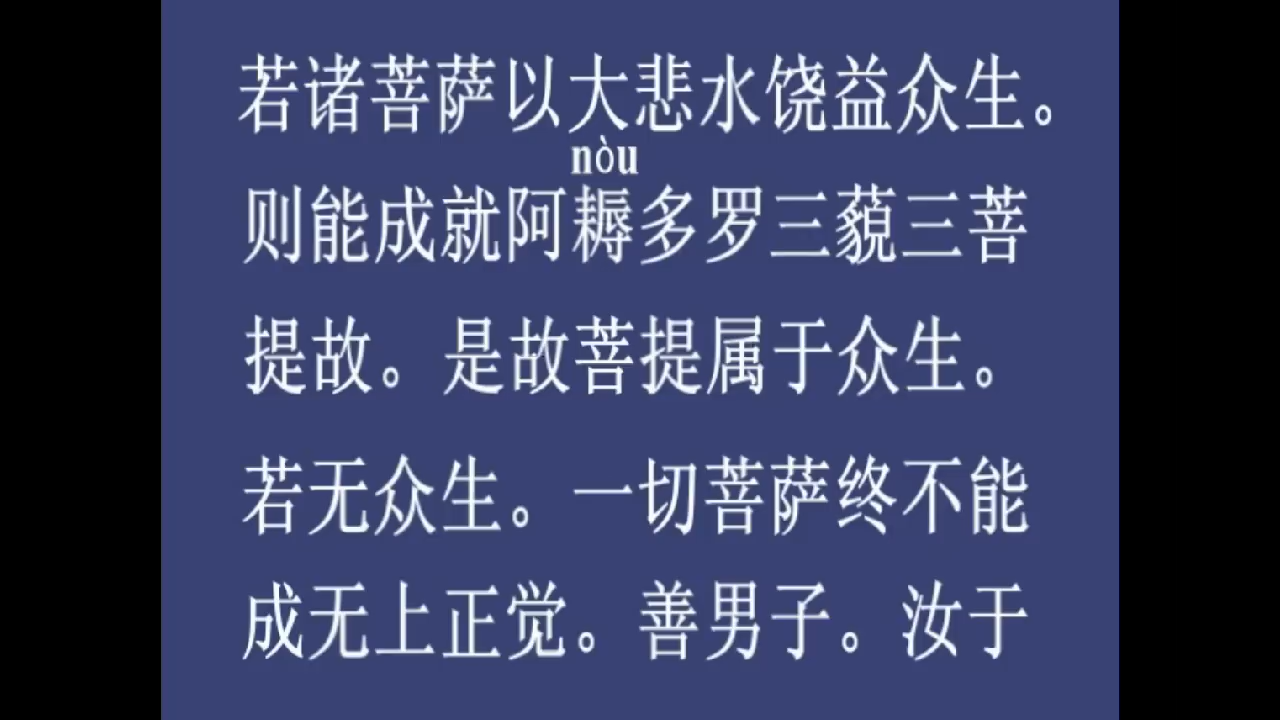 若诸菩萨以大悲水饶益众生。
nòu
则能成就阿耨多罗三藐三菩
提故。是故菩提属于众生。
若无众生。一切菩萨终不能
成无上正觉。善男子。汝于